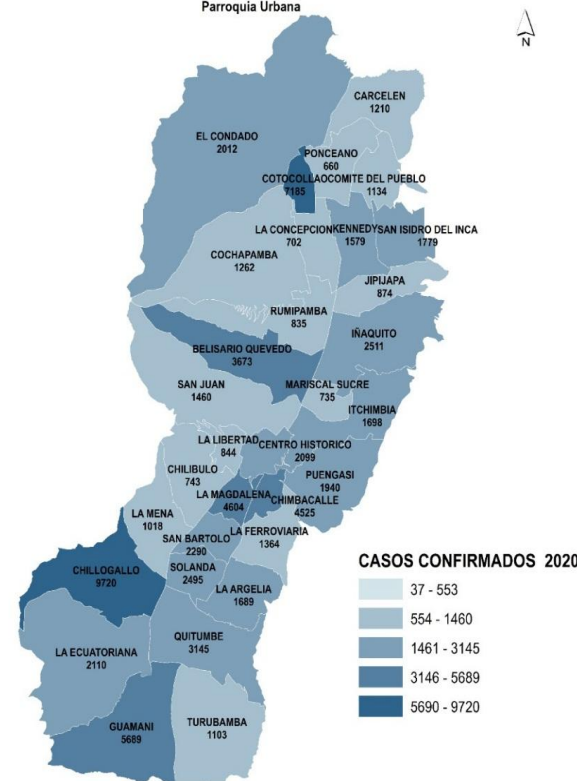 Parroquia Urbana
N
CARCELEN
1210
EL CONDADO
2012
PONCEANO
660
COTOCOLLAO
7185
COMITE DEL PUEBLO
1134
LA CONCEPCION
702
KENNEDY
1579
SAN ISIDRO DEL INCA
1779
COCHAPAMBA
1262
JIPIJAPA
874
RUMIPAMBA
835
IÑAQUITO
2511
BELISARIO QUEVEDO
3673
SAN JUAN
1460
MARISCAL SUCRE
735
ITCHIMBIA
1698
LA LIBERTAD
844
CENTRO HISTORICO
2099
CHILIBULO
743
PUENGASI
1940
LA MAGDALENA
4604
CHIMBACALLE
4525
LA MENA
1018
SAN BARTOLO
2290
LA FERROVIARIA
1364
CHILLOGALLO
9720
SOLANDA
2495
LA ARGELIA
1689
LA ECUATORIANA
2110
QUITUMBE
3145
GUAMANI
5689
TURUBAMBA
1103
CASOS CONFIRMADOS 2020
37 - 553
554 - 1460
1461 - 3145
3146 - 5689
5690 - 9720